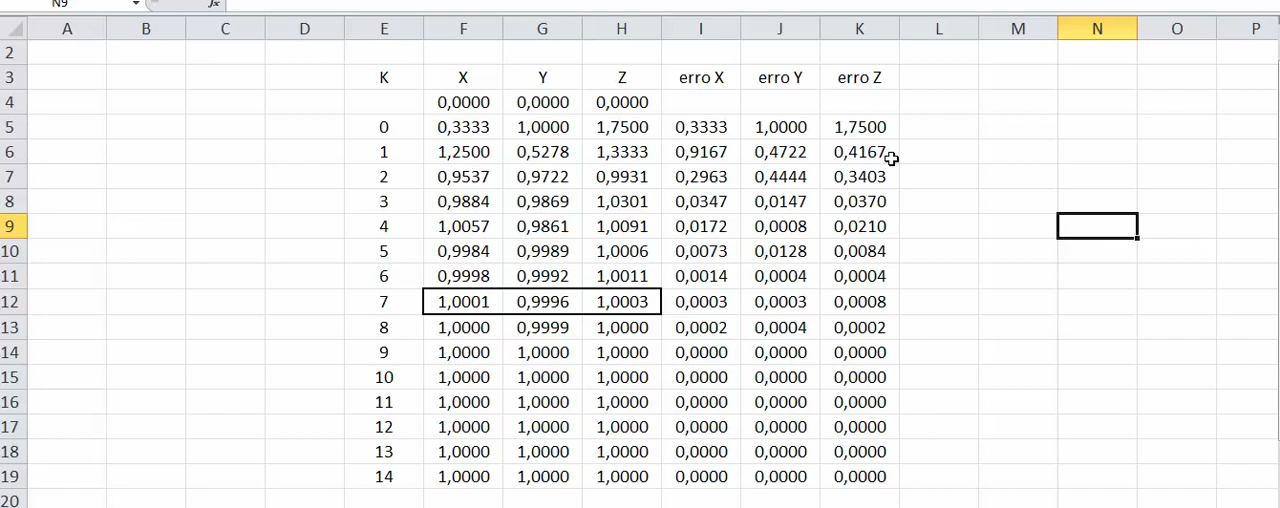 N9 fx
A B C D E F G H I J K L M N O P
2
3 K X Y Z erro X erro Y erro Z
4 0,0000 0,0000 0,0000
5 0 0,3333 1,0000 1,7500 0,3333 1,0000 1,7500
6 1 1,2500 0,5278 1,3333 0,9167 0,4722 0,4167
7 2 0,9537 0,9722 0,9931 0,2963 0,4444 0,3403
8 3 0,9884 0,9869 1,0301 0,0347 0,0147 0,0370
9 4 1,0057 0,9861 1,0091 0,0172 0,0008 0,0210
10 5 0,9984 0,9989 1,0006 0,0073 0,0128 0,0084
11 6 0,9998 0,9992 1,0011 0,0014 0,0004 0,0004
12 7 1,0001 0,9996 1,0003 0,0003 0,0003 0,0008
13 8 1,0000 0,9999 1,0000 0,0002 0,0004 0,0002
14 9 1,0000 1,0000 1,0000 0,0000 0,0000 0,0000
15 10 1,0000 1,0000 1,0000 0,0000 0,0000 0,0000
16 11 1,0000 1,0000 1,0000 0,0000 0,0000 0,0000
17 12 1,0000 1,0000 1,0000 0,0000 0,0000 0,0000
18 13 1,0000 1,0000 1,0000 0,0000 0,0000 0,0000
19 14 1,0000 1,0000 1,0000 0,0000 0,0000 0,0000
20